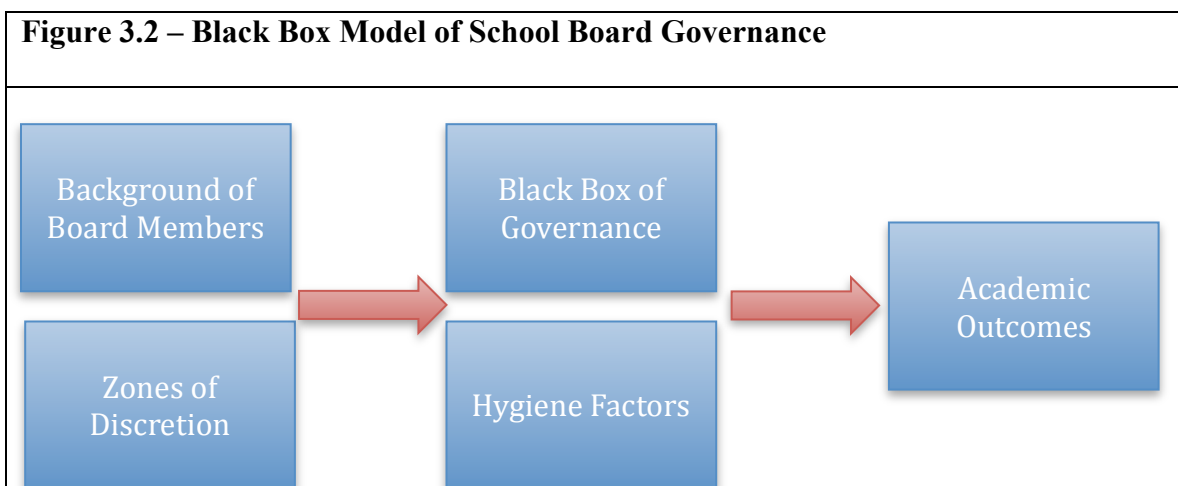 Figure 3.2 – Black Box Model of School Board Governance
Background of
Board Members
Black Box of
Governance
Academic
Outcomes
Zones of
Discretion
Hygiene Factors